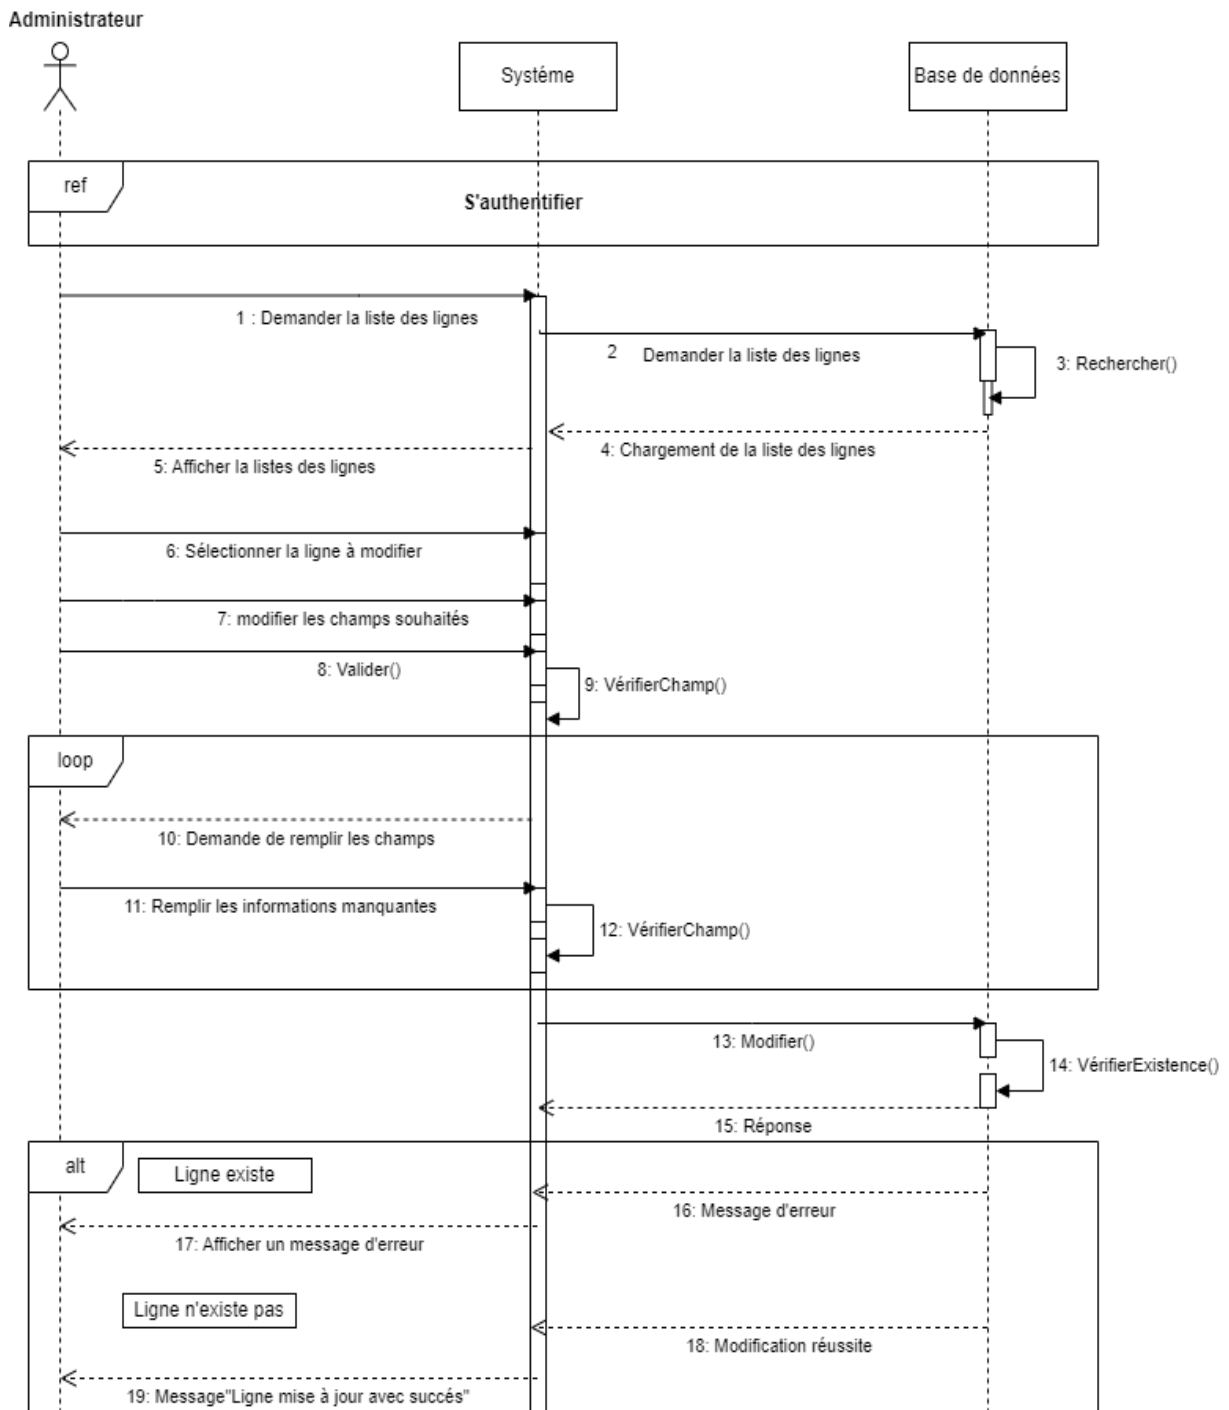 Administrateur
Systéme
Base de données
ref
S'authentifier
1 : Demander la liste des lignes
2 Demander la liste des lignes
3: Rechercher()
4: Chargement de la liste des lignes
5: Afficher la listes des lignes
6: Sélectionner la ligne à modifier
7: modifier les champs souhaités
8: Valider()
9: VérifierChamp()
loop
10: Demande de remplir les champs
11: Remplir les informations manquantes
12: VérifierChamp()
13: Modifier()
14: VérifierExistence()
15: Réponse
alt
Ligne existe
16: Message d'erreur
17: Afficher un message d'erreur
Ligne n'existe pas
18: Modification réussite
19: Message"Ligne mise à jour avec succés"